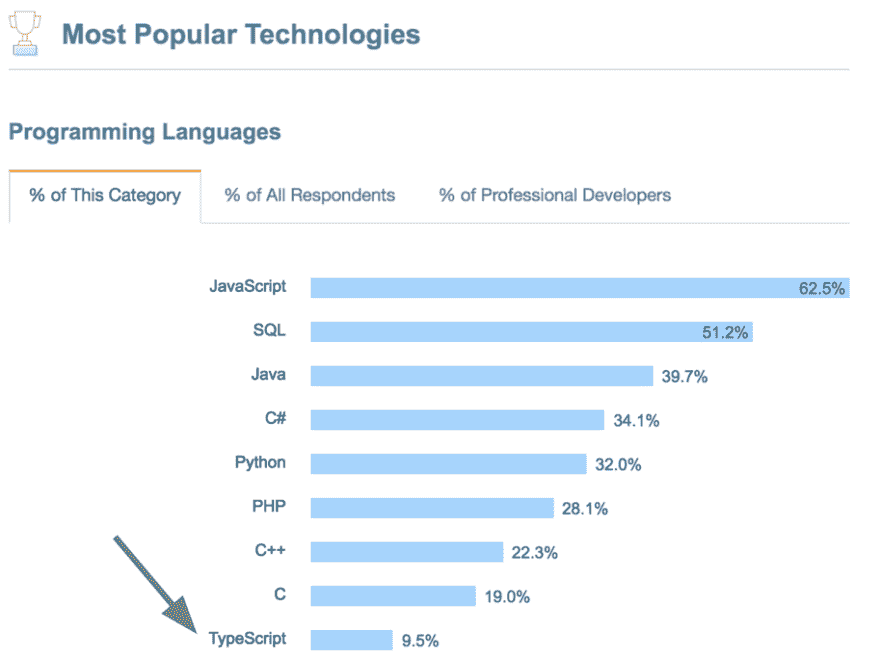 Most Popular Technologies
Programming Languages
% of This Category % of All Respondents % of Professional Developers
JavaScript 62.5%
SQL 51.2%
Java 39.7%
C# 34.1%
Python 32.0%
PHP 28.1%
C++ 22.3%
C 19.0%
TypeScript 9.5%